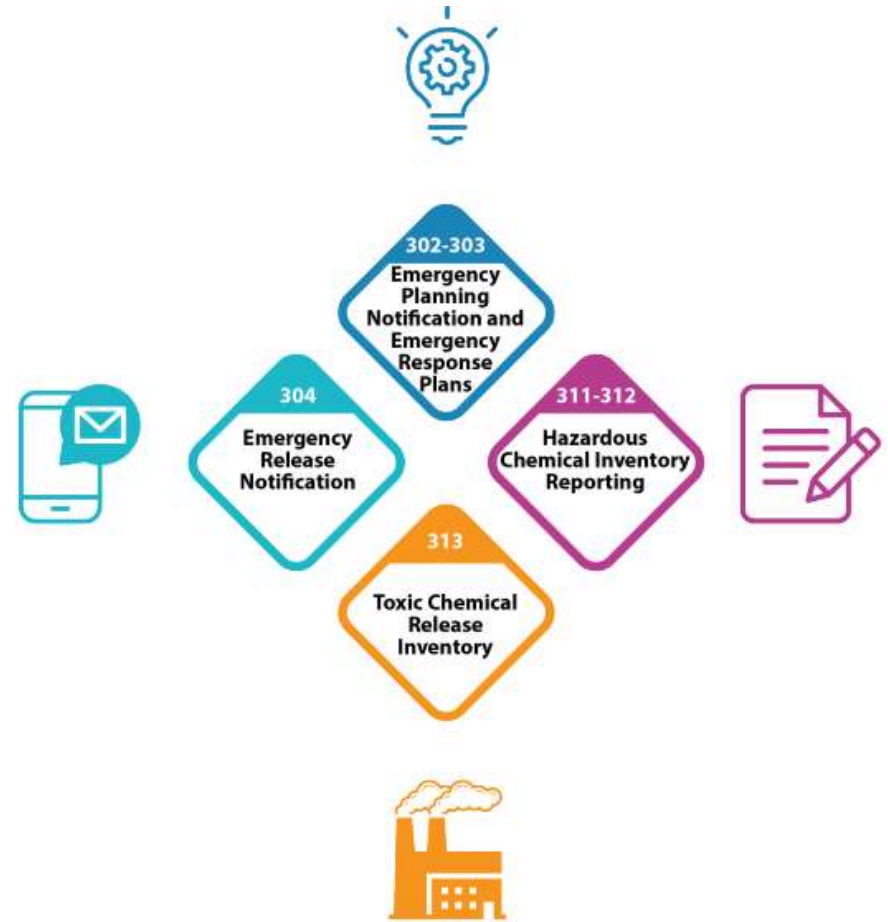 302-303
Emergency
Planning
Notification and
Emergency
Response
Plans
304
Emergency
Release
Notification
311-312
Hazardous
Chemical Inventory
Reporting
313
Toxic Chemical
Release
Inventory